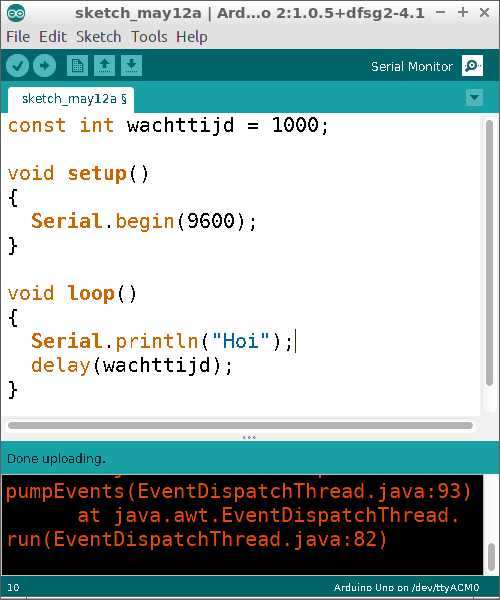 sketch_may12a | Ard...o 2:1.0.5+dfsg2-4.1
File Edit Sketch Tools Help
Serial Monitor
sketch_may12a §
const int wachttijd = 1000;
void setup()
{
  Serial.begin(9600);
}
void loop()
{
  Serial.println("Hoi");
  delay(wachttijd);
}
Done uploading.
pumpEvents(EventDispatchThread.java:93)
      at java.awt.EventDispatchThread.
run(EventDispatchThread.java:82)
10 Arduino Uno on /dev/ttyACM0